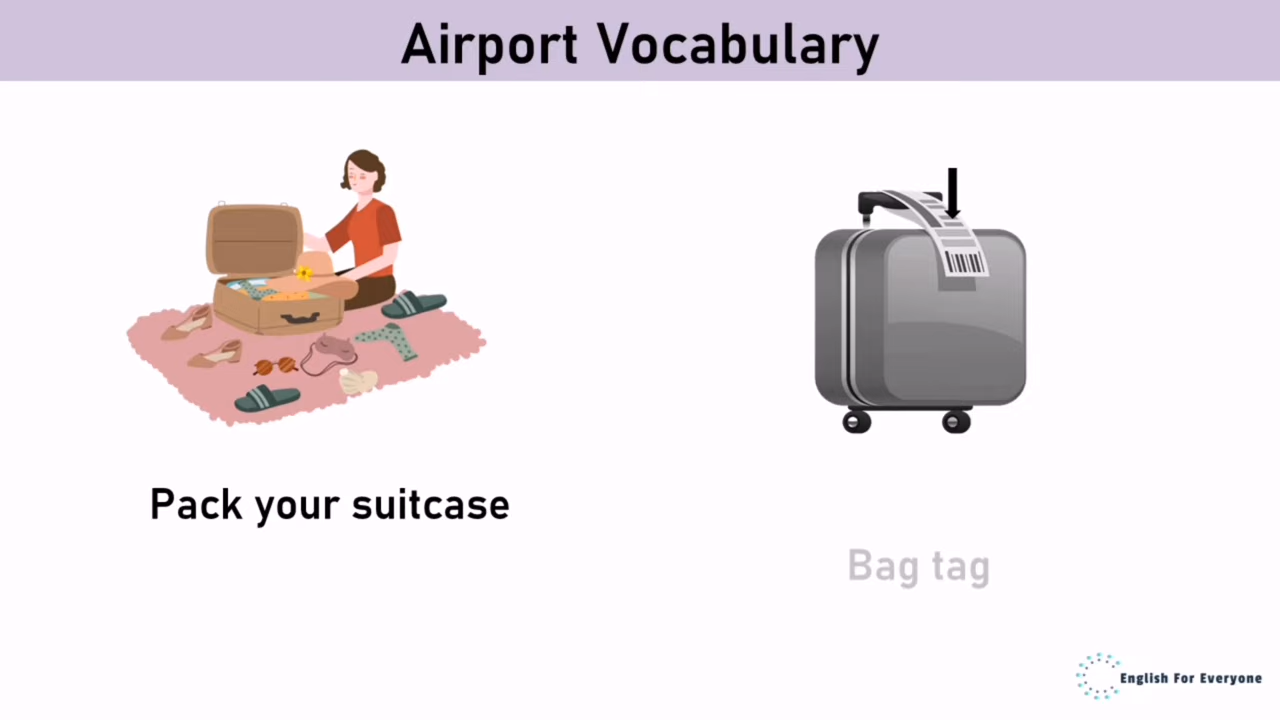 Airport Vocabulary
Pack your suitcase
Bag tag
English For Everyone